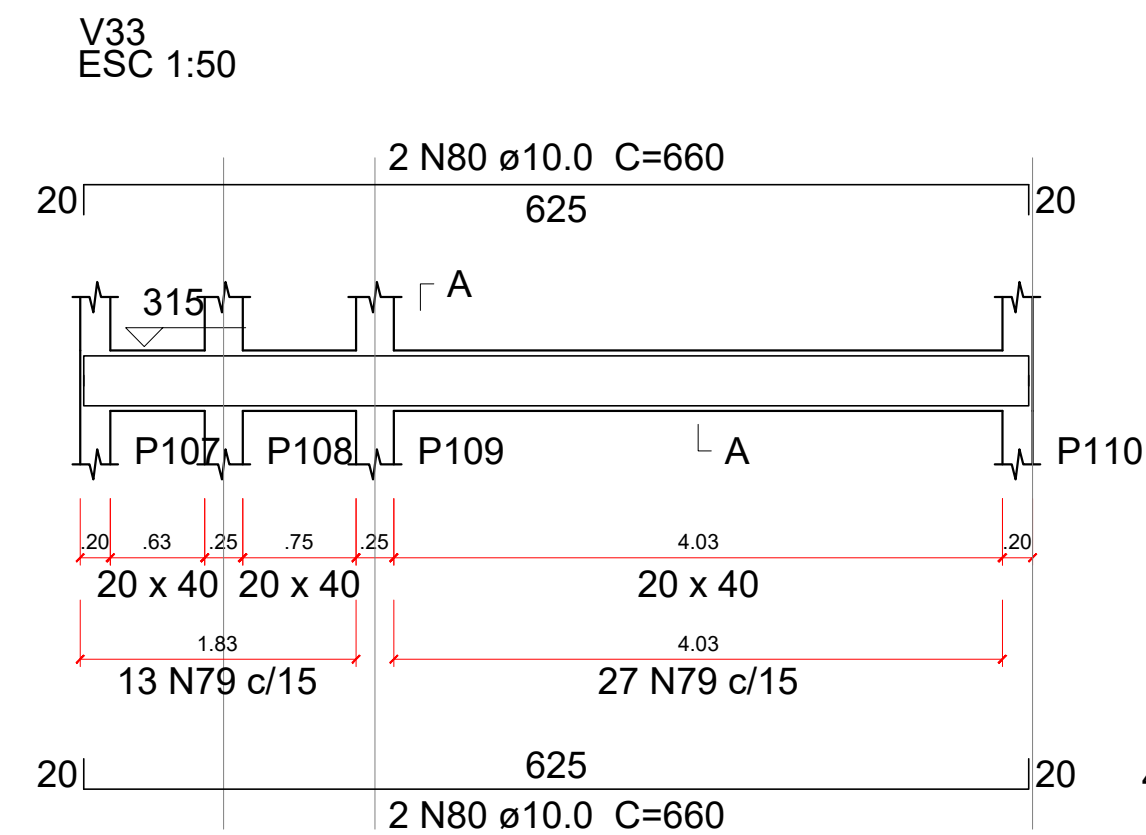 V33
ESC 1:50
2 N80 ø10.0 C=660
20 625 20
A
315
P107 P108 P109 A P110
.20 .63 .25 .75 .25 4.03 .20
20 x 40 20 x 40 20 x 40
1.83 4.03
13 N79 c/15 27 N79 c/15
20 625 20
2 N80 ø10.0 C=660